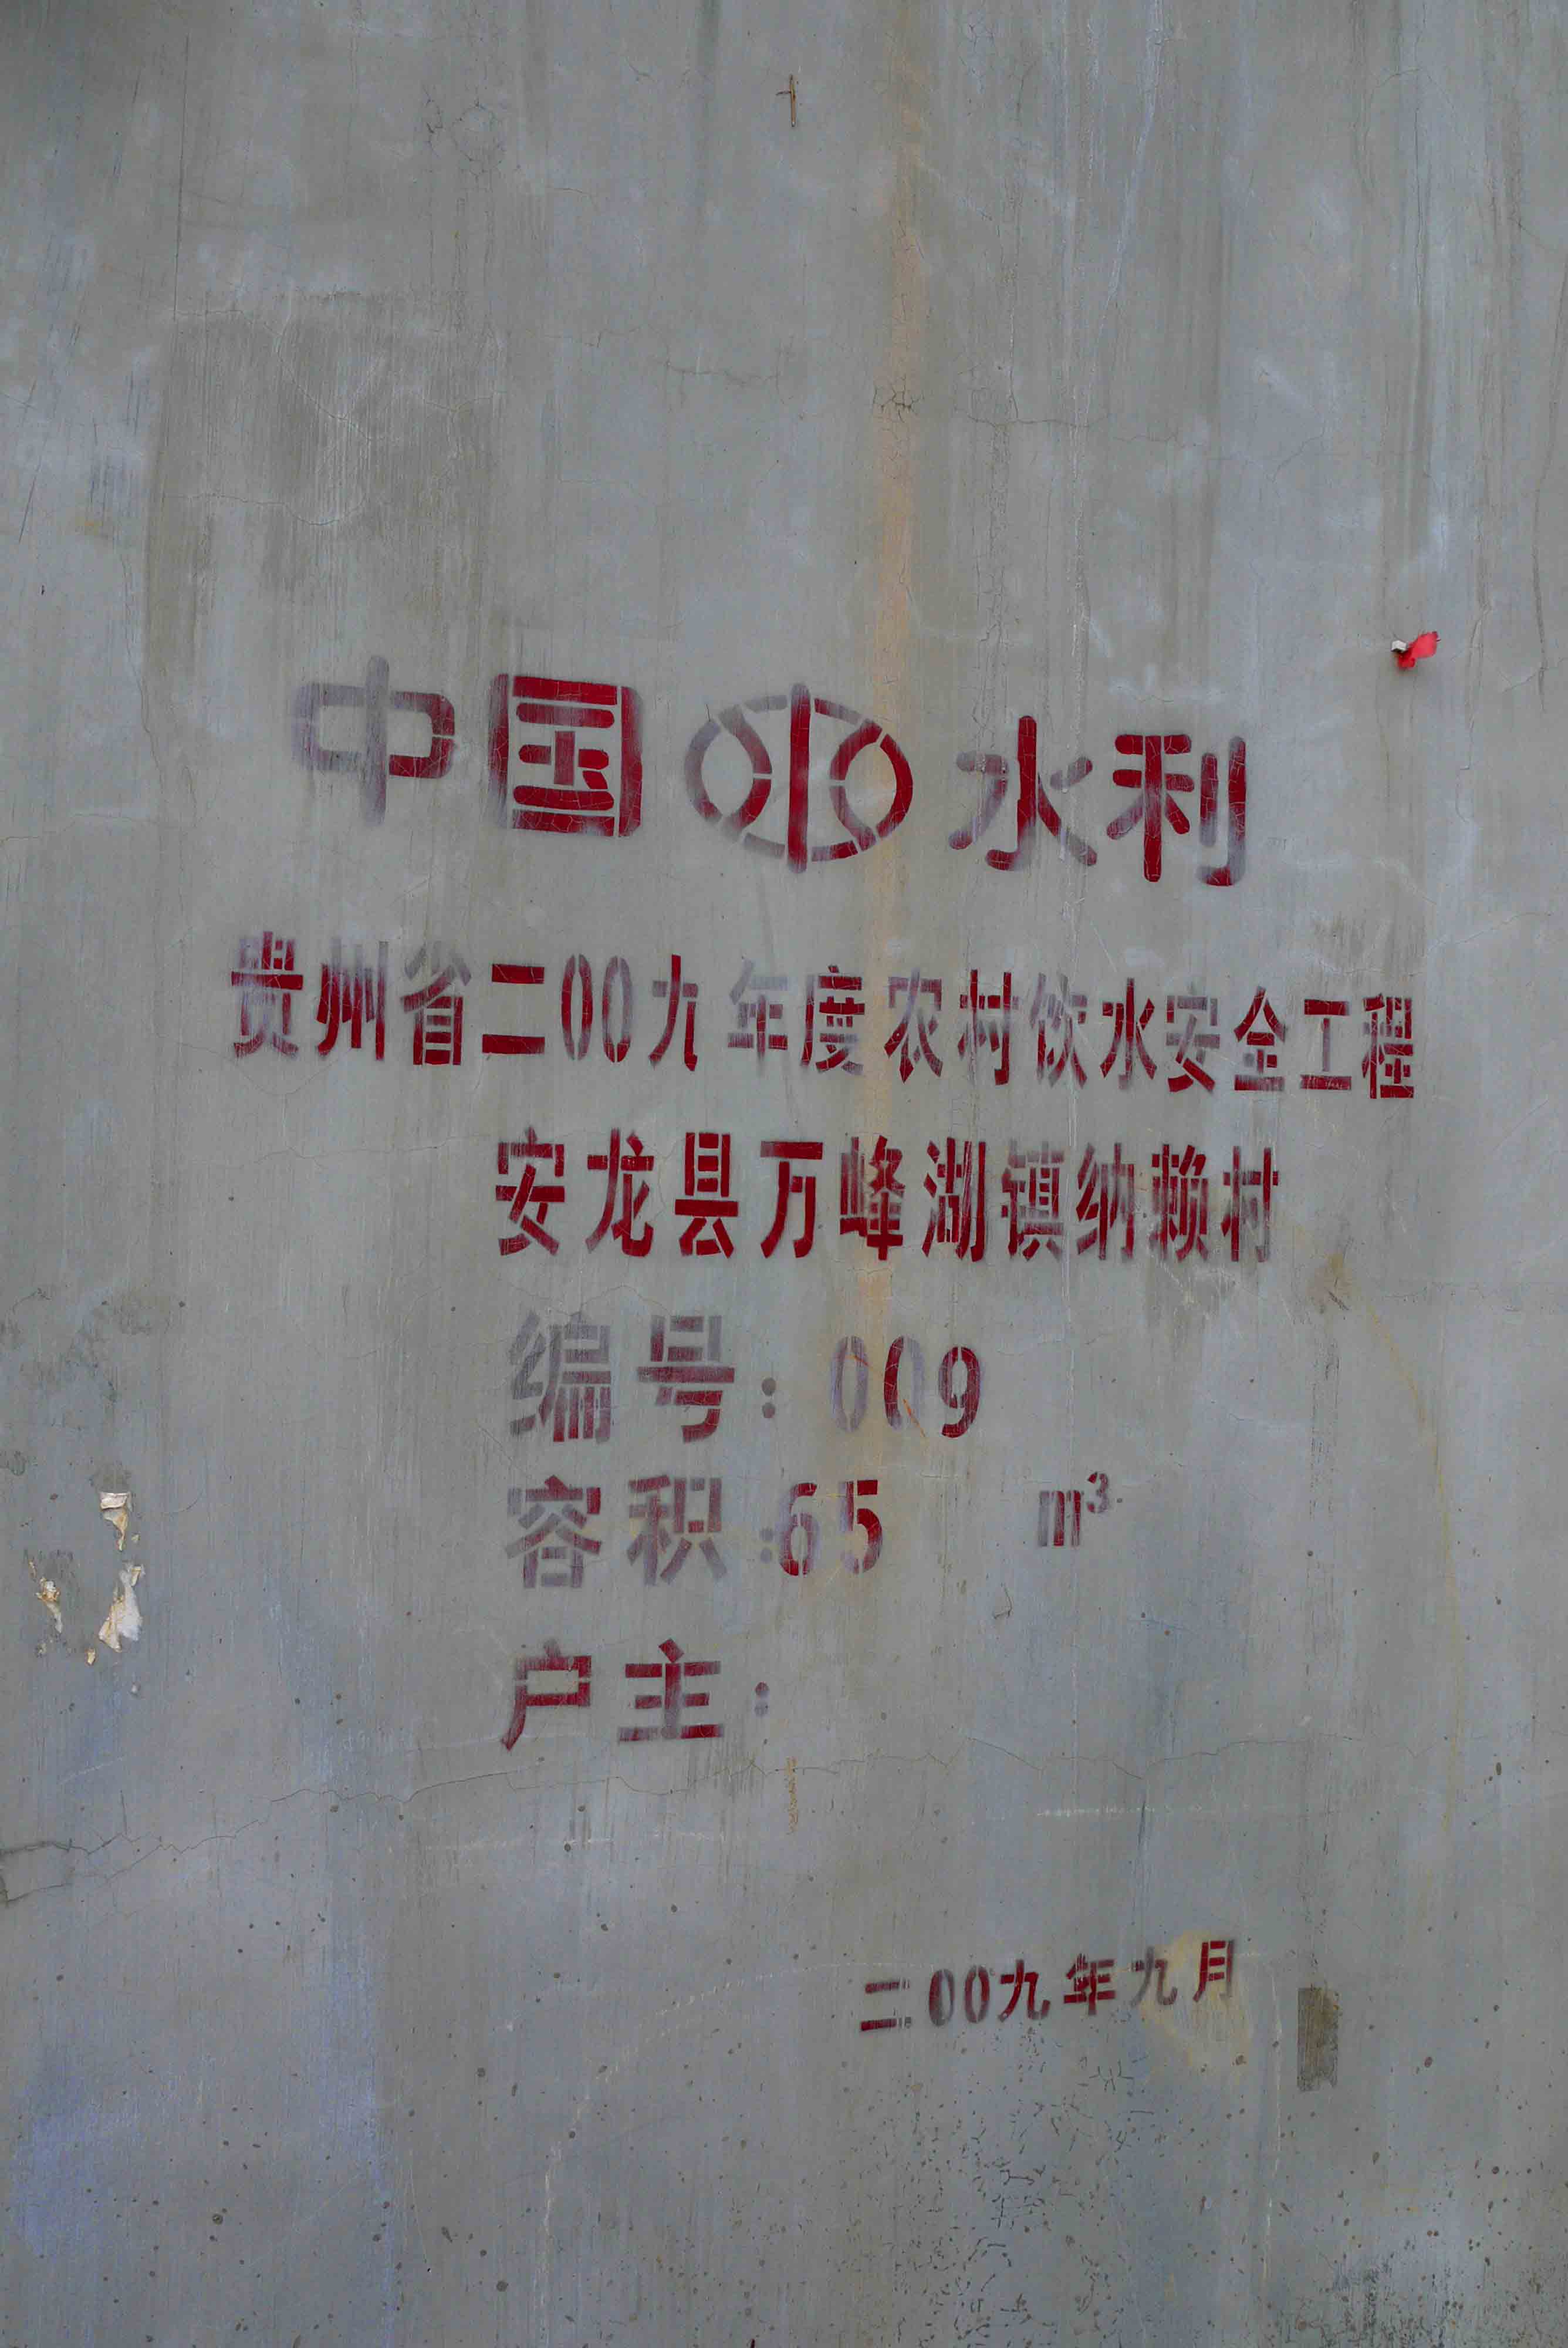 中国 水利
贵州省二00九年度农村饮水安全工程
安龙县万峰湖镇纳赖村
编号：009
容积：65 m³
户主：
二00九年九月